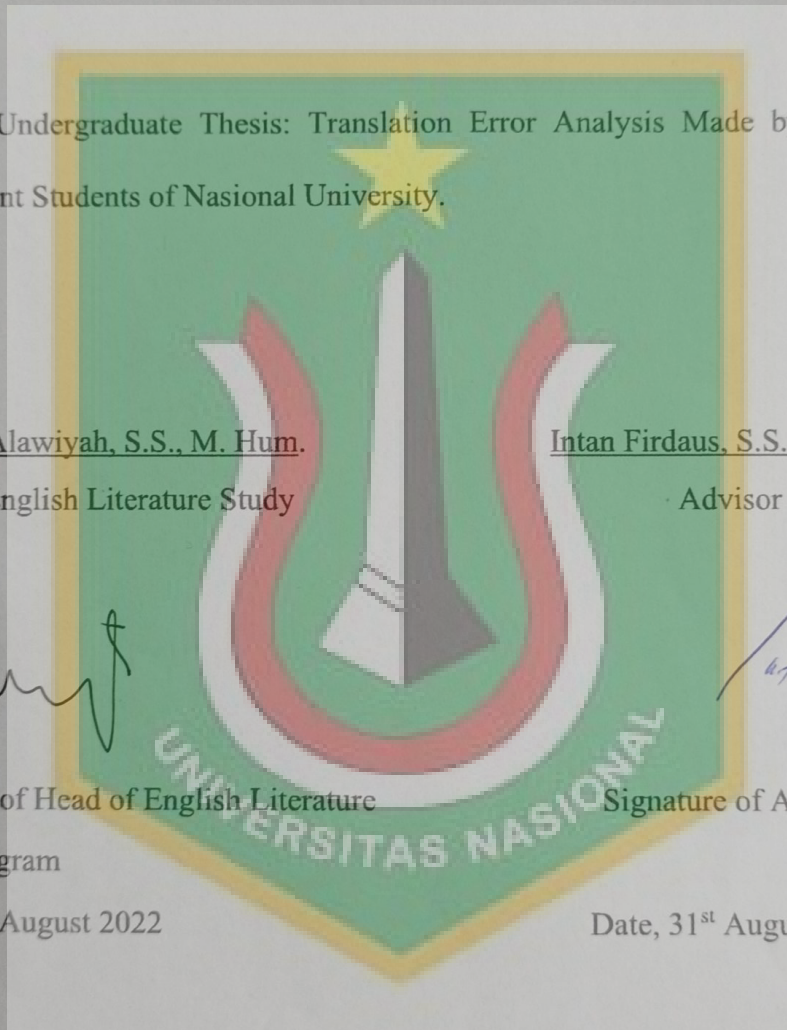 Undergraduate Thesis: Translation Error Analysis Made b
nt Students of Nasional University.
Alawiyah, S.S., M. Hum. Intan Firdaus, S.S.
nglish Literature Study Advisor
of Head of English Literature Signature of A
gram
August 2022 Date, 31st Augu
UNIVERSITAS NASIONAL